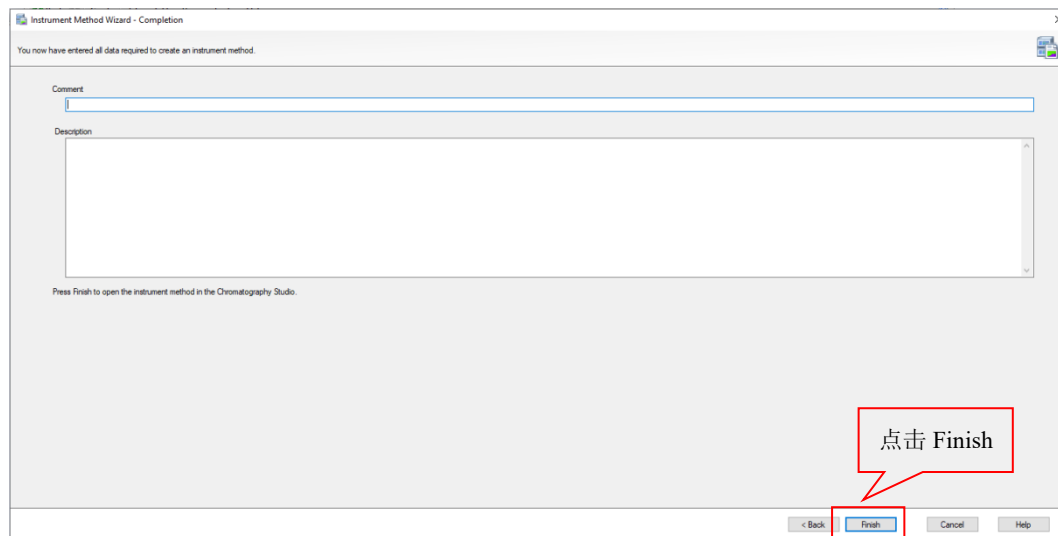 Instrument Method Wizard - Completion
You now have entered all data required to create an instrument method.
Comment
Description
Press Finish to open the instrument method in the Chromatography Studio.
点击 Finish
< Back Finish Cancel Help